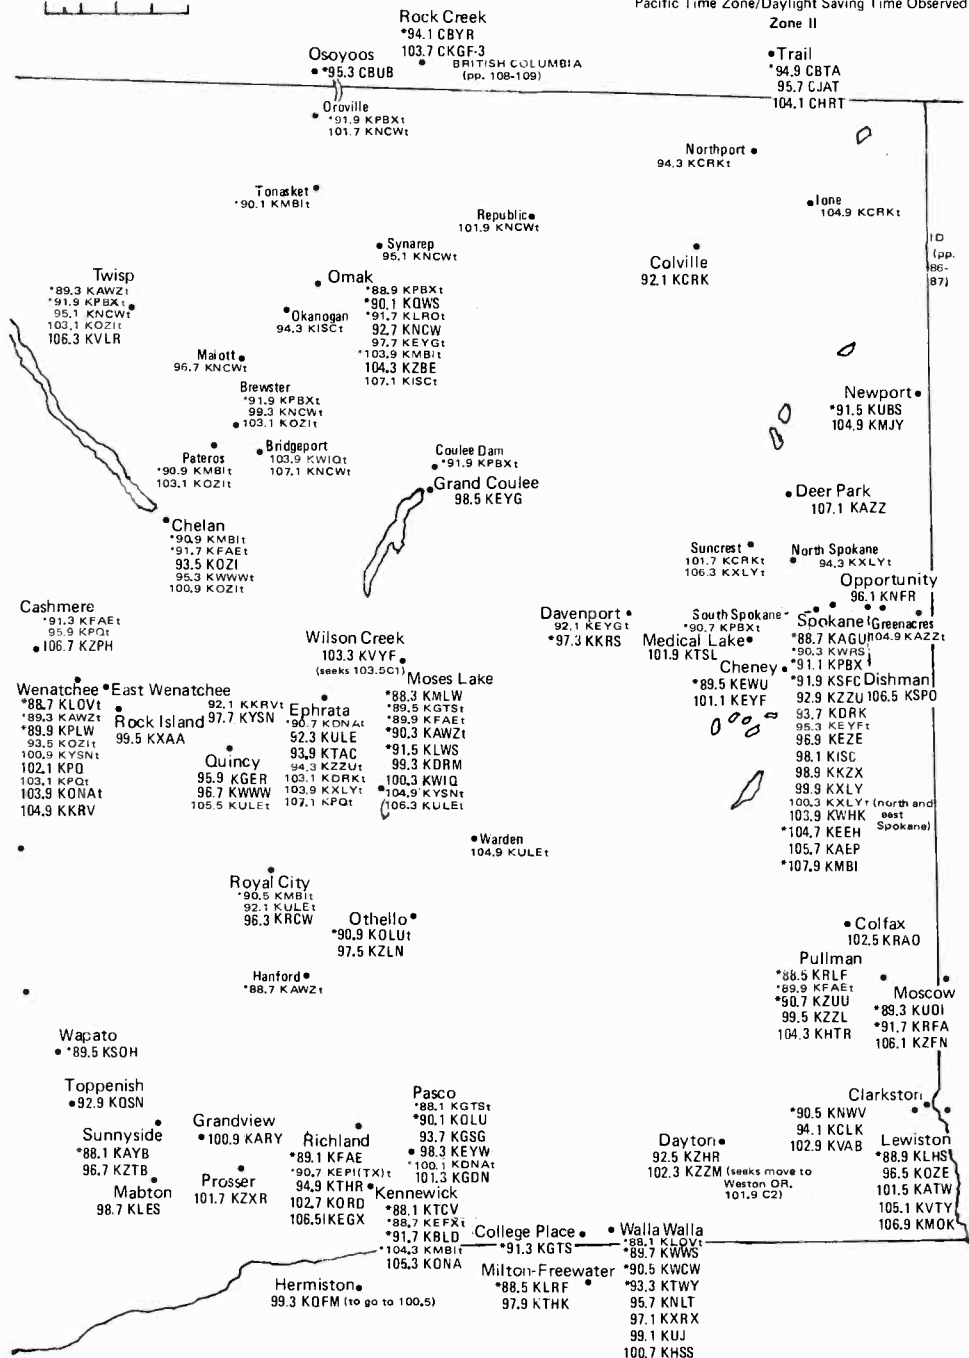 Pacific Time Zone/Daylight Saving Time Observed
Zone II
Rock Creek
*94.1 CBYR
103.7 CKGF-3
BRITISH COLUMBIA
(pp. 108-109)
Osoyoos
*95.3 CBUB
Trail
*94.9 CBTA
95.7 CJAT
104.1 CHRT
Oroville
*91.9 KPBXt
101.7 KNCWt
Northport
94.3 KCRKt
Tonasket
*90.1 KMBIt
Ione
104.9 KCRKt
Republic
101.9 KNCWt
Synarep
95.1 KNCWt
Colville
92.1 KCRK
ID
(pp.
86-
87)
Twisp
*89.3 KAWZt
*91.9 KPBXt
95.1 KNCWt
103.1 KOZIt
106.3 KVLR
Omak
*88.9 KPBXt
*90.1 KQWS
*91.7 KLROt
92.7 KNCW
97.7 KEYGt
*103.9 KMBIt
104.3 KZBE
107.1 KISCt
Okanogan
94.3 KISCt
Malott
96.7 KNCWt
Brewster
*91.9 KPBXt
99.3 KNCWt
103.1 KOZIt
Newport
*91.5 KUBS
104.9 KMJY
Pateros
*90.9 KMBIt
103.1 KOZIt
Bridgeport
103.9 KWIQt
107.1 KNCWt
Coulee Dam
*91.9 KPBXt
Grand Coulee
98.5 KEYG
Deer Park
107.1 KAZZ
Chelan
*90.9 KMBIt
*91.7 KFAEt
93.5 KOZI
95.3 KWWWt
100.9 KOZIt
Suncrest
101.7 KCRKt
106.3 KXLYt
North Spokane
94.3 KXLYt
Opportunity
96.1 KNFR
Cashmere
*91.3 KFAEt
95.9 KPQt
106.7 KZPH
Davenport
92.1 KEYGt
*97.3 KKRS
South Spokane
*90.7 KPBXt
Medical Lake
101.9 KTSL
Greenacres
104.9 KAZZt
Spokane
*88.7 KAGU
*90.3 KWRS
*91.1 KPBX
*91.9 KSFC
92.9 KZZU
93.7 KDRK
95.3 KEYFt
96.9 KEZE
98.1 KISC
98.9 KKZX
99.9 KXLY
100.3 KXLYt (north and
east
Spokane)
103.9 KWHK
*104.7 KEEH
105.7 KAEP
*107.9 KMBI
Dishman
106.5 KSPO
Cheney
*89.5 KEWU
101.1 KEYF
Wilson Creek
103.3 KVYF
(seeks 103.5C1)
Moses Lake
*88.3 KMLW
*89.5 KGTSt
*89.9 KFAEt
*90.3 KAWZt
*91.5 KLWS
99.3 KDRM
100.3 KWIQ
*104.9 KYSNt
106.3 KULEt
Wenatchee
*88.7 KLOVt
*89.3 KAWZt
*89.9 KPLW
93.5 KOZIt
100.9 KYSNt
102.1 KPQ
103.1 KPQt
103.9 KONAt
104.9 KKRV
East Wenatchee
92.1 KKRVt
97.7 KYSN
Rock Island
99.5 KXAA
Ephrata
*90.7 KONAt
92.3 KULE
93.9 KTAC
94.3 KZZUt
103.1 KDRKt
103.9 KXLYt
107.1 KPQt
Quincy
95.9 KGER
96.7 KWWW
105.5 KULEt
Warden
104.9 KULEt
Royal City
*90.5 KMBIt
92.1 KULEt
96.3 KRCW
Othello
*90.9 KOLUt
97.5 KZLN
Colfax
102.5 KRAO
Hanford
*88.7 KAWZt
Pullman
*88.5 KRLF
*89.9 KFAEt
*90.7 KZUU
99.5 KZZL
104.3 KHTR
Moscow
*89.3 KUOI
*91.7 KRFA
106.1 KZFN
Wapato
*89.5 KSOH
Toppenish
92.9 KQSN
Sunnyside
*88.1 KAYB
96.7 KZTB
Mabton
98.7 KLES
Grandview
100.9 KARY
Prosser
101.7 KZXR
Richland
*89.1 KFAE
*90.7 KEPI(TX)t
94.9 KTHR
102.7 KORD
106.5 KEGX
Pasco
*88.1 KGTSt
*90.1 KOLU
93.7 KGSG
98.3 KEYW
*100.1 KONAt
101.3 KGDN
Kennewick
*88.1 KTCV
*88.7 KEFXt
*91.7 KBLD
*104.3 KMBIt
105.3 KONA
Dayton
92.5 KZHR
102.3 KZZM (seeks move to
Weston OR,
101.9 C2)
Clarkston
*90.5 KNWV
94.1 KCLK
102.9 KVAB
Lewiston
*88.9 KLHS
96.5 KOZE
101.5 KATW
105.1 KVTY
106.9 KMOK
College Place
*91.3 KGTS
Walla Walla
*88.1 KLOVt
*89.7 KWWS
*90.5 KWCW
*93.3 KTWY
95.7 KNLT
97.1 KXRX
99.1 KUJ
100.7 KHSS
Milton-Freewater
*88.5 KLRF
97.9 KTHK
Hermiston
99.3 KQFM (to go to 100.5)